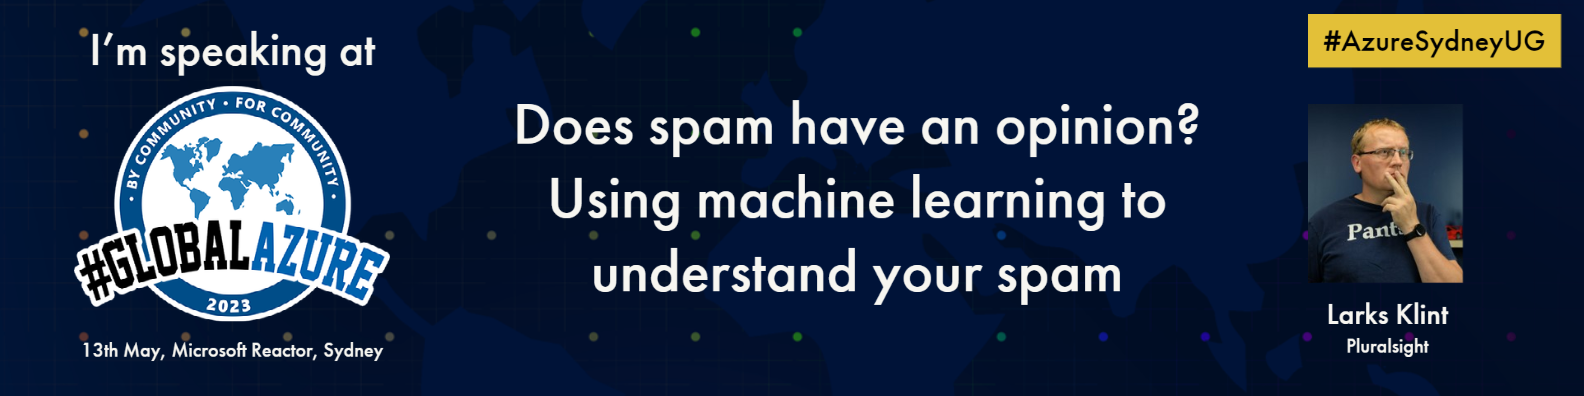 I'm speaking at
BY COMMUNITY • FOR COMMUNITY
#GLOBALAZURE
2023
13th May, Microsoft Reactor, Sydney
Does spam have an opinion?
Using machine learning to
understand your spam
#AzureSydneyUG
Pant
Larks Klint
Pluralsight